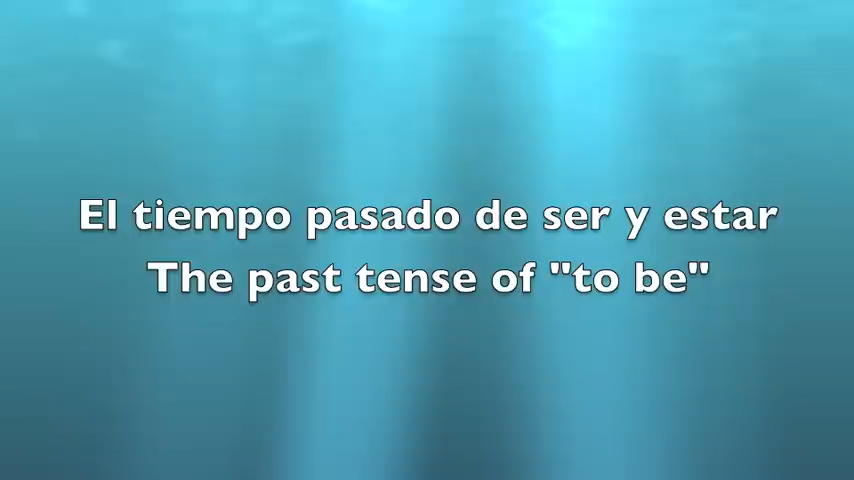 El tiempo pasado de ser y estar
The past tense of "to be"